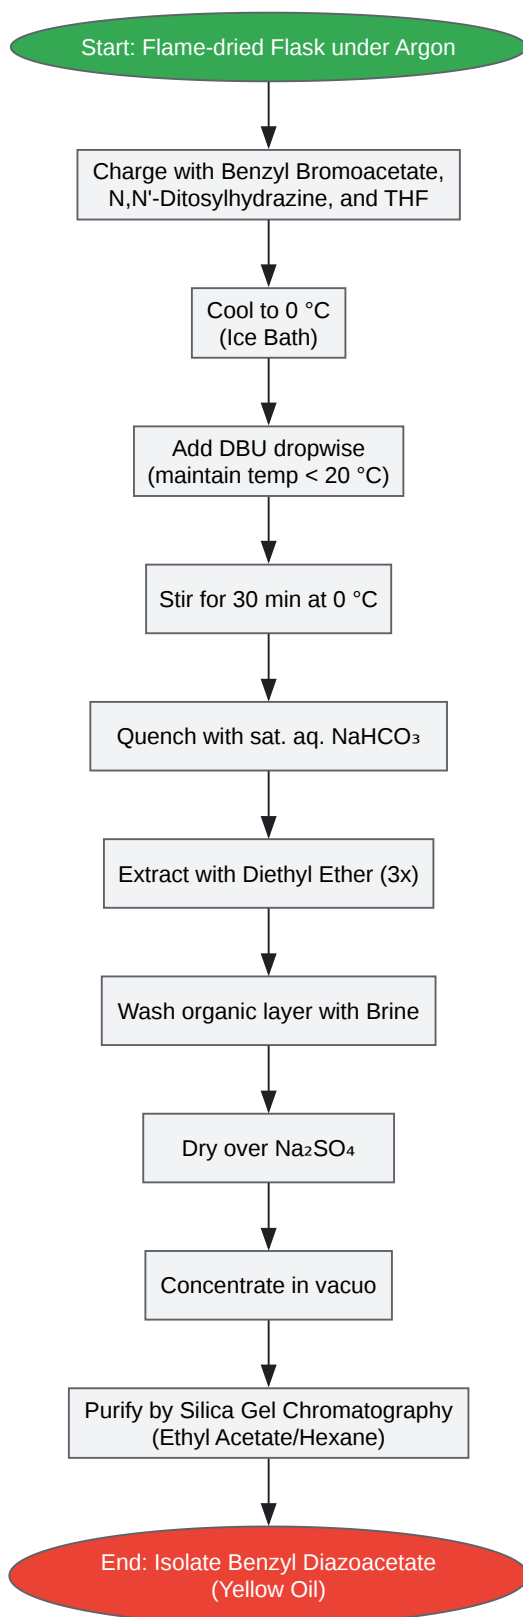 Start: Flame-dried Flask under Argon
Charge with Benzyl Bromoacetate,
N,N'-Ditosylhydrazine, and THF
Cool to 0 °C
(Ice Bath)
Add DBU dropwise
(maintain temp < 20 °C)
Stir for 30 min at 0 °C
Quench with sat. aq. NaHCO₃
Extract with Diethyl Ether (3x)
Wash organic layer with Brine
Dry over Na₂SO₄
Concentrate in vacuo
Purify by Silica Gel Chromatography
(Ethyl Acetate/Hexane)
End: Isolate Benzyl Diazoacetate
(Yellow Oil)